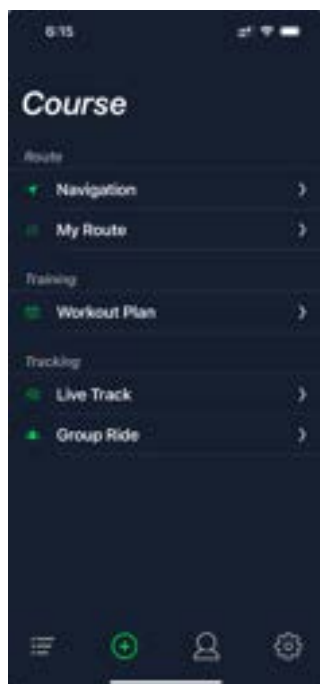 6:15
Course
Route
Navigation
My Route
Training
Workout Plan
Tracking
Live Track
Group Ride